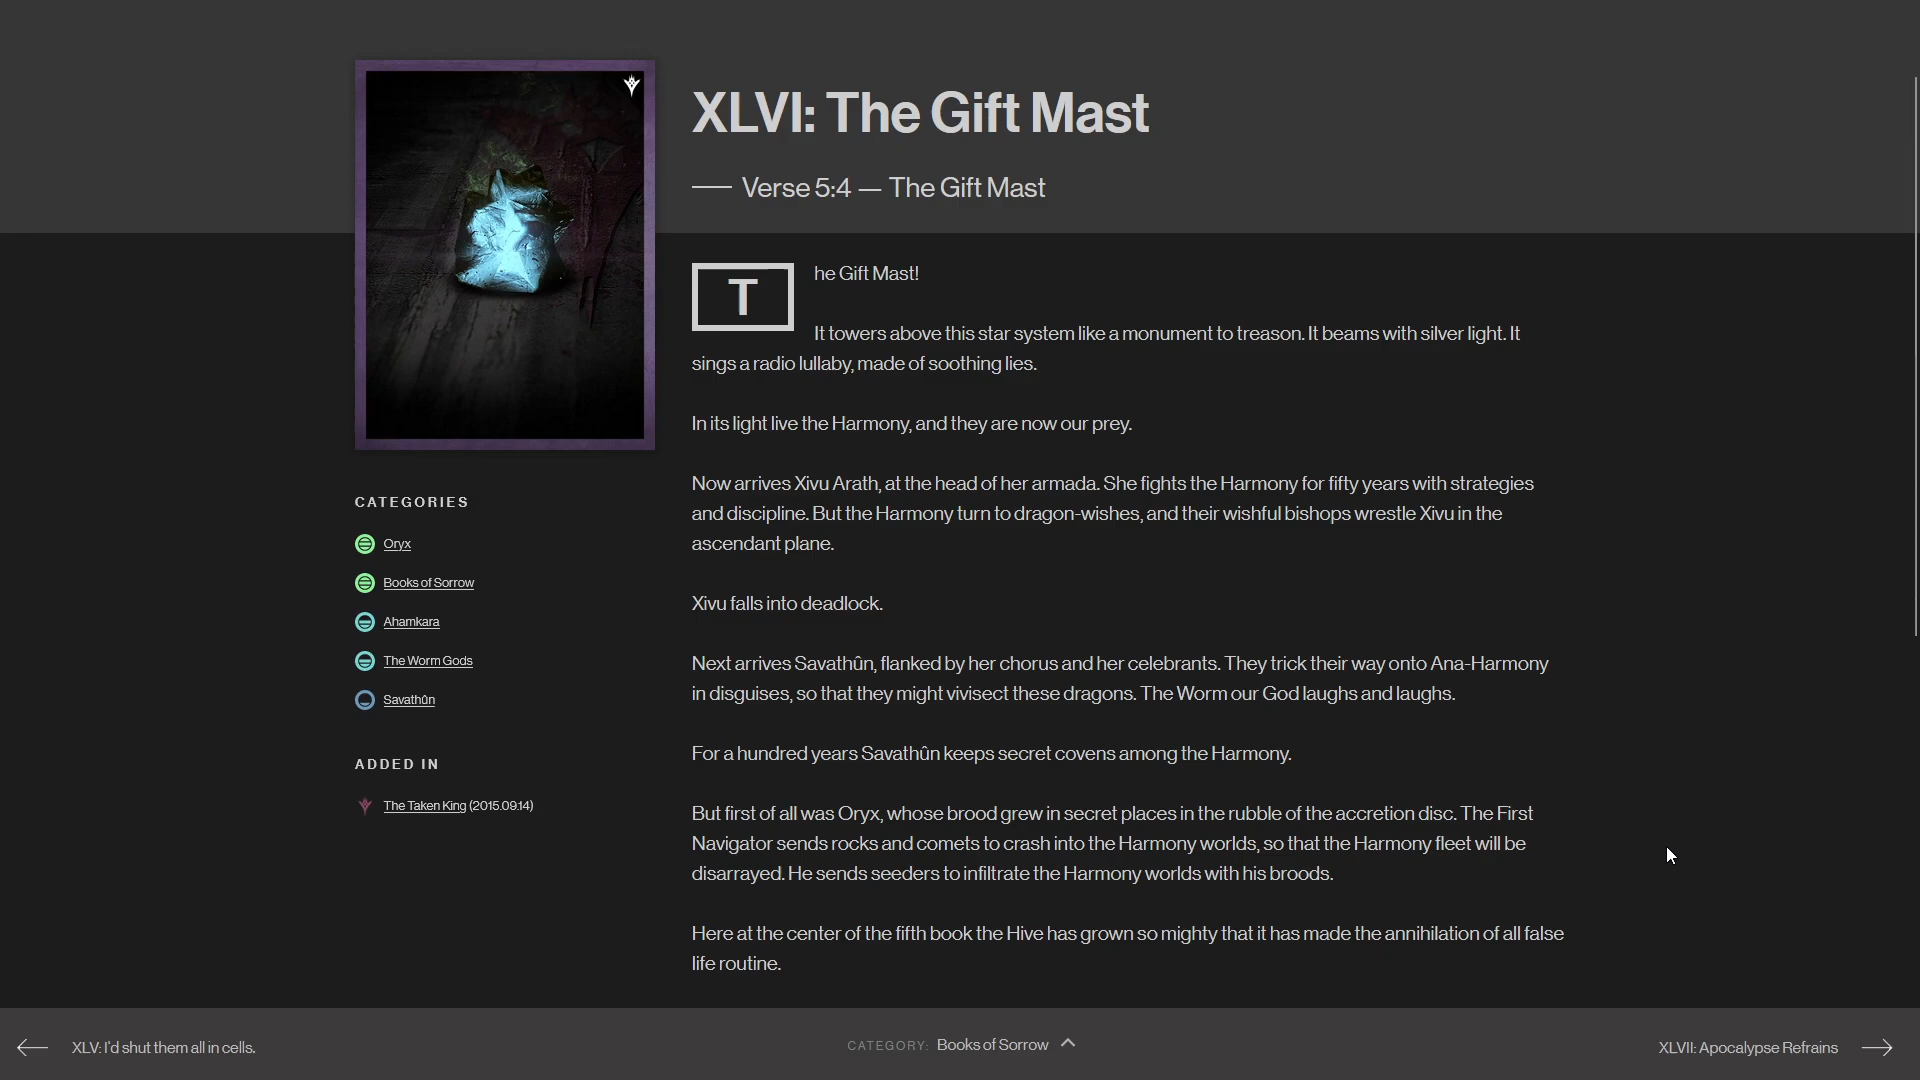 XLVI: The Gift Mast
Verse 5:4 — The Gift Mast
The Gift Mast!
It towers above this star system like a monument to treason. It beams with silver light. It
sings a radio lullaby, made of soothing lies.
In its light live the Harmony, and they are now our prey.
Now arrives Xivu Arath, at the head of her armada. She fights the Harmony for fifty years with strategies
and discipline. But the Harmony turn to dragon-wishes, and their wishful bishops wrestle Xivu in the
ascendant plane.
Xivu falls into deadlock.
Next arrives Savathûn, flanked by her chorus and her celebrants. They trick their way onto Ana-Harmony
in disguises, so that they might vivisect these dragons. The Worm our God laughs and laughs.
For a hundred years Savathûn keeps secret covens among the Harmony.
But first of all was Oryx, whose brood grew in secret places in the rubble of the accretion disc. The First
Navigator sends rocks and comets to crash into the Harmony worlds, so that the Harmony fleet will be
disarrayed. He sends seeders to infiltrate the Harmony worlds with his broods.
Here at the center of the fifth book the Hive has grown so mighty that it has made the annihilation of all false
life routine.
CATEGORIES
Oryx
Books of Sorrow
Ahamkara
The Worm Gods
Savathûn
ADDED IN
The Taken King (2015.09.14)
XLV: I'd shut them all in cells.
CATEGORY: Books of Sorrow
XLVII: Apocalypse Refrains